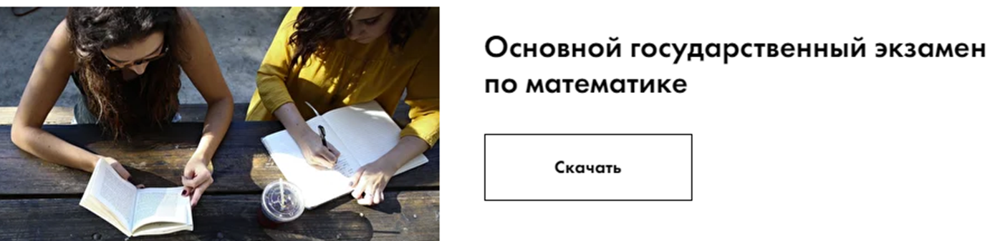 Основной государственный экзамен
по математике
Скачать